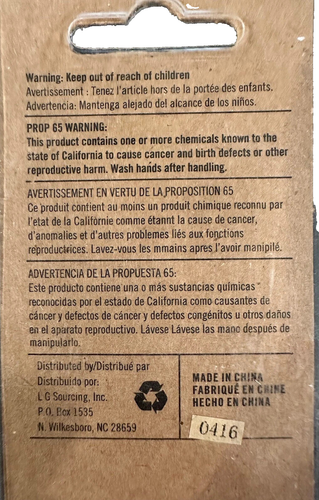 Warning: Keep out of reach of children
Avertissement : Tenez l'article hors de la portée des enfants.
Advertencia: Mantenga alejado del alcance de los niños.
PROP 65 WARNING:
This product contains one or more chemicals known to the
state of California to cause cancer and birth defects or other
reproductive harm. Wash hands after handling.
AVERTISSEMENT EN VERTU DE LA PROPOSITION 65
Ce produit contient au moins un produit chimique reconnu par
l'etat de la Californie comme étannt la cause de cancer,
d'anomalies et d'autres problemes liés aux fonctions
reproductrices. Lavez-vous les mmains apres l'avoir manipilé.
ADVERTENCIA DE LA PROPUESTA 65:
Este producto contiene una o más sustancias quimicas
reconocidas por el estado de California como causantes de
cáncer y defectos de cáncer y defectos congénitos u otros daños
en el aparato reproductivo. Lávese Lávese las mano después de
manipularlo.
Distributed by/Distribué par
Distribuido por:
L G Sourcing, Inc.
P.O. Box 1535
N. Wilkesboro, NC 28659
MADE IN CHINA
FABRIQUÉ EN CHINE
HECHO EN CHINA
0416